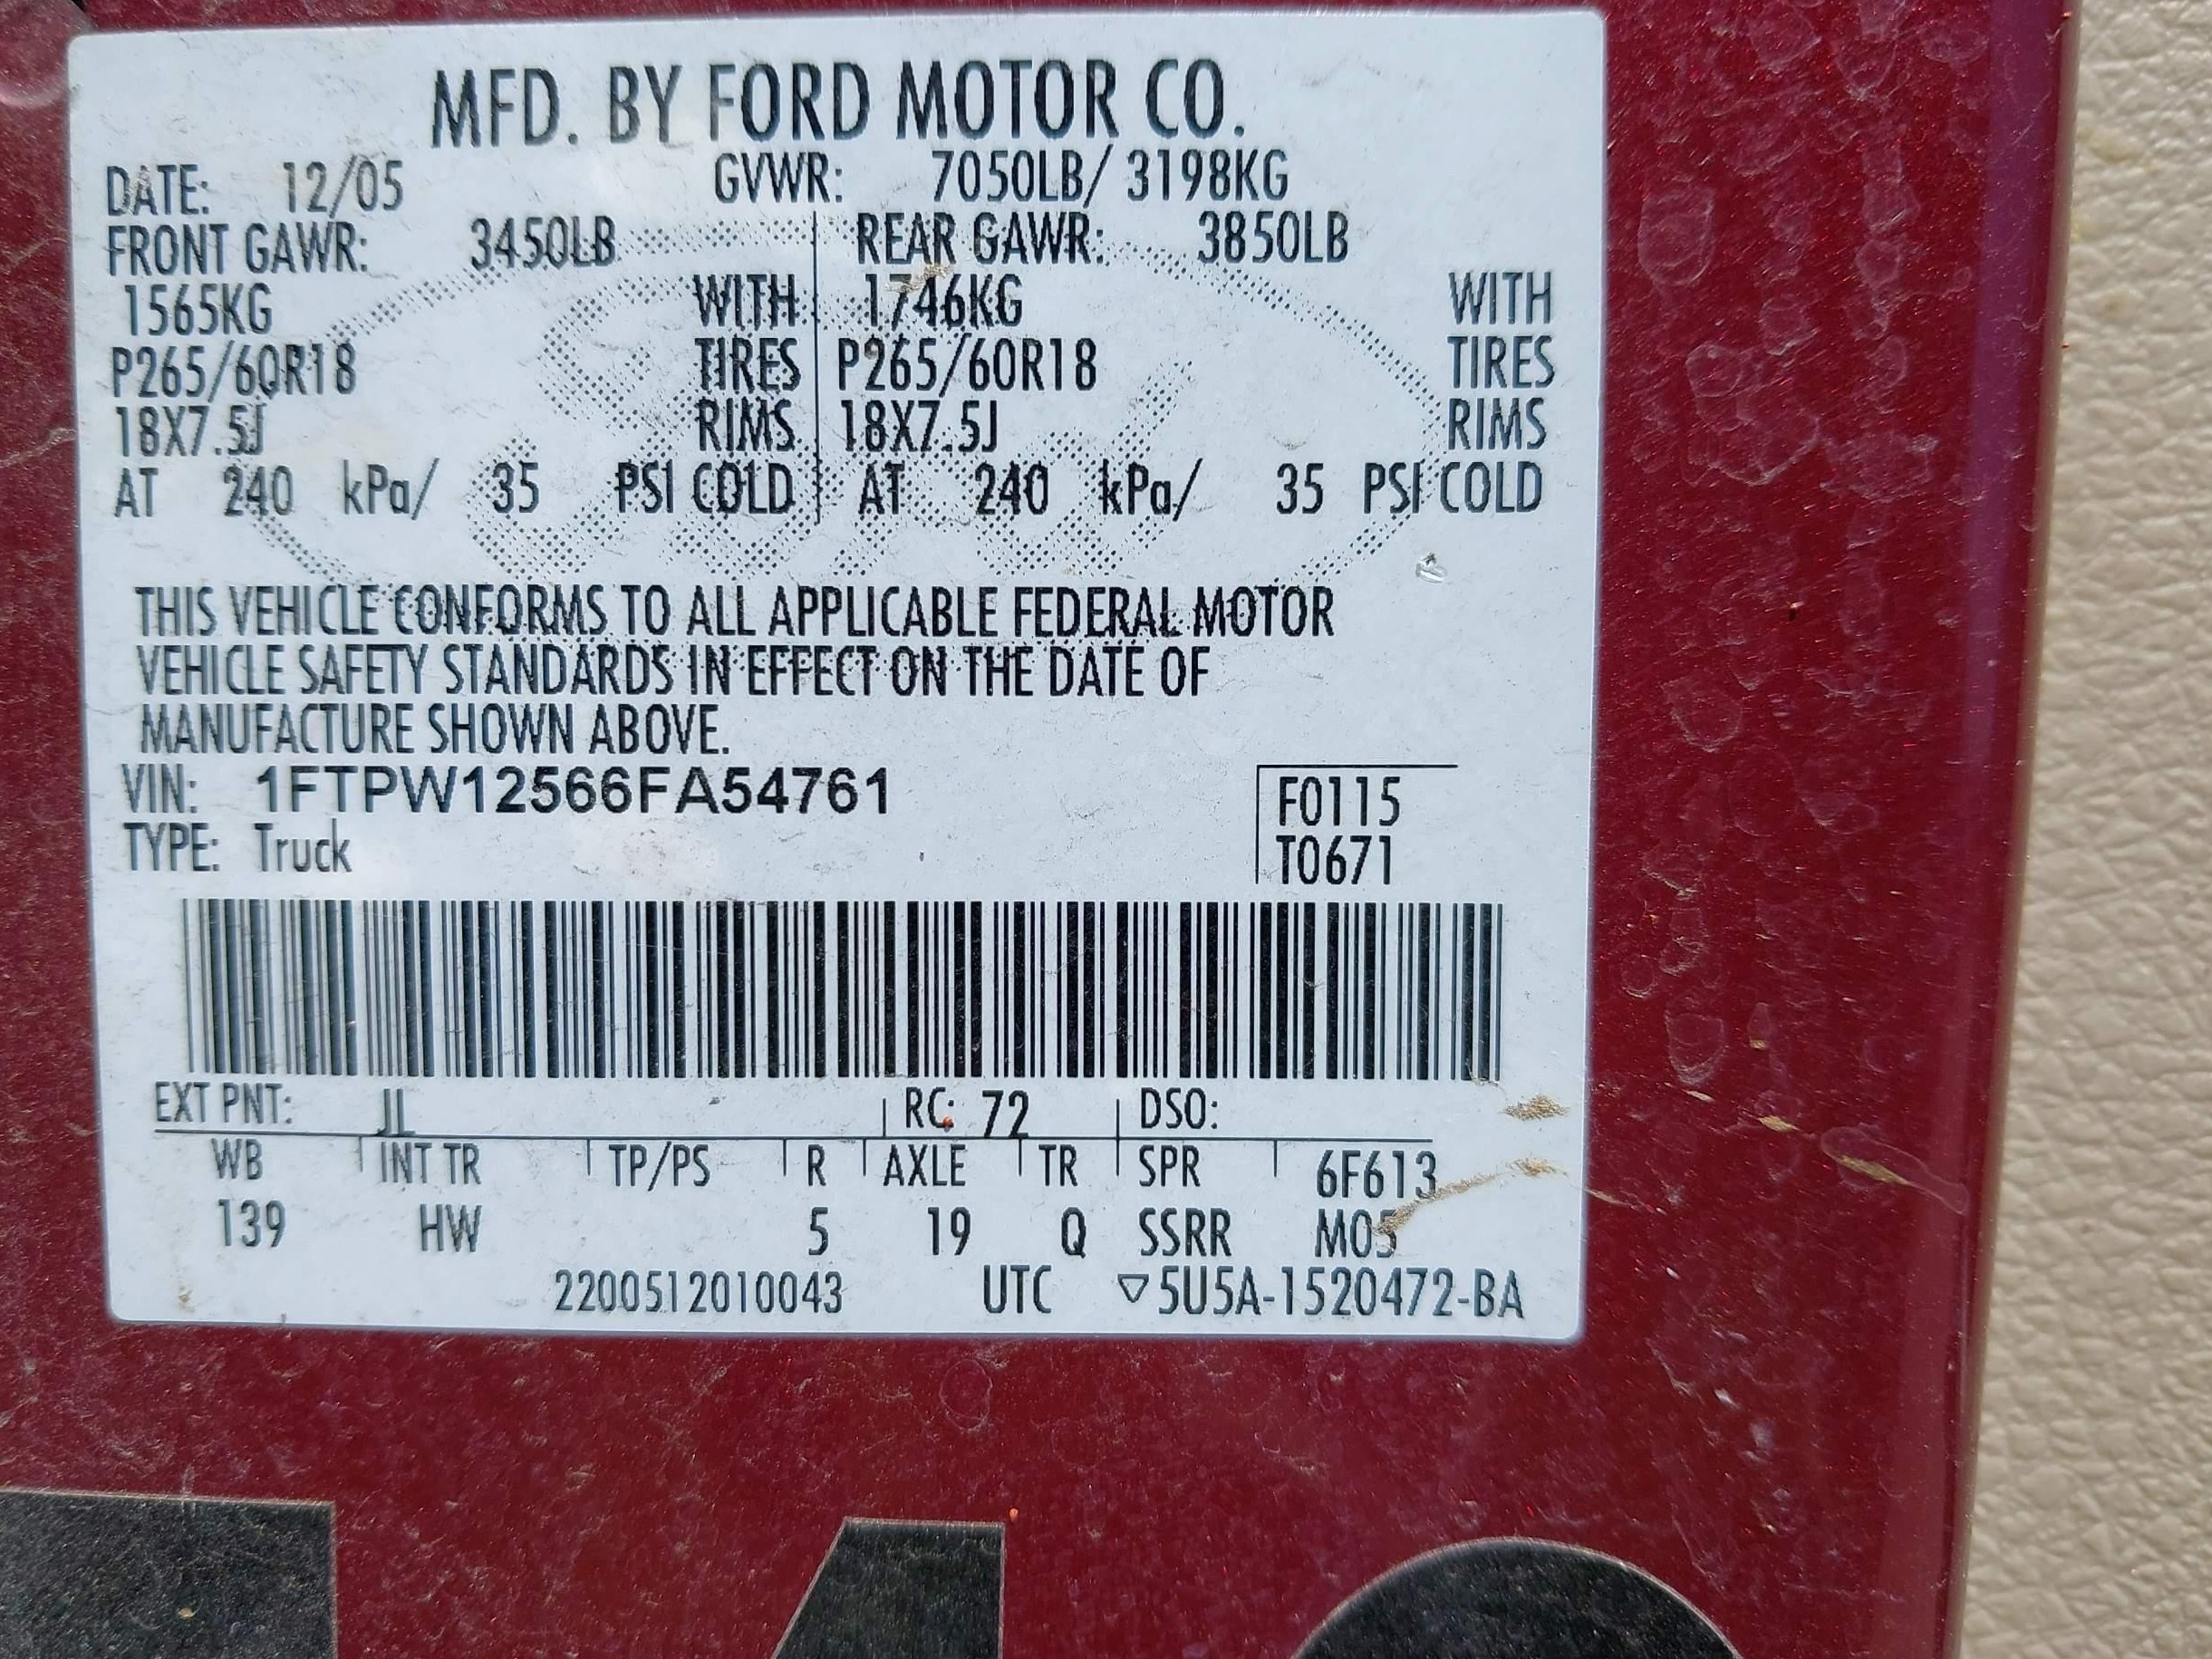 MFD. BY FORD MOTOR CO.
DATE: 12/05 GVWR: 7050LB/ 3198KG
FRONT GAWR: 3450LB REAR GAWR: 3850LB
1565KG WITH 1746KG WITH
P265/60R18 TIRES P265/60R18 TIRES
18X7.5J RIMS 18X7.5J RIMS
AT 240 kPa/ 35 PSI COLD AT 240 kPa/ 35 PSI COLD
THIS VEHICLE CONFORMS TO ALL APPLICABLE FEDERAL MOTOR
VEHICLE SAFETY STANDARDS IN EFFECT ON THE DATE OF
MANUFACTURE SHOWN ABOVE.
VIN: 1FTPW12566FA54761 F0115
TYPE: Truck T0671
EXT PNT: JL RC: 72 DSO:
WB INT TR TP/PS R AXLE TR SPR 6F613
139 HW 5 19 Q SSRR M05
2200512010043 UTC ▽5U5A-1520472-BA